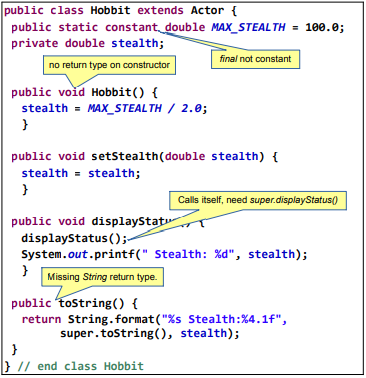 public class Hobbit extends Actor {
public static constant double MAX_STEALTH = 100.0;
private double stealth;
no return type on constructor
final not constant
public void Hobbit() {
stealth = MAX_STEALTH / 2.0;
}
public void setStealth(double stealth) {
stealth = stealth;
}
Calls itself, need super.displayStatus()
public void displayStatus
displayStatus();
System.out.printf(" Stealth: %d", stealth);
}
Missing String return type.
public toString() {
return String.format("%s Stealth:%4.1f",
super.toString(), stealth);
}
} // end class Hobbit